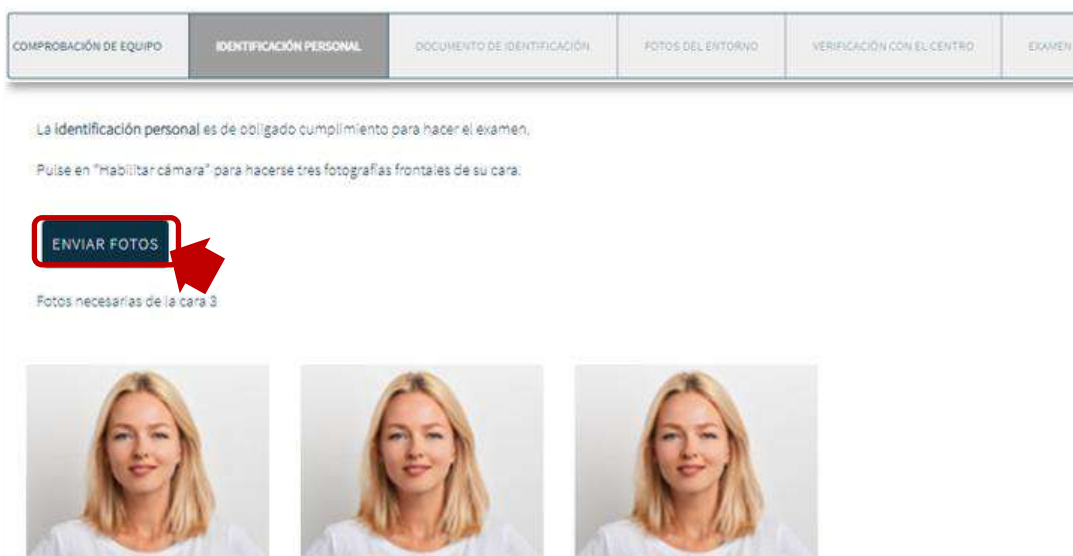 COMPROBACIÓN DE EQUIPO
IDENTIFICACIÓN PERSONAL
DOCUMENTO DE IDENTIFICACIÓN
FOTOS DEL ENTORNO
VERIFICACIÓN CON EL CENTRO
EXAMEN
La identificación personal es de obligado cumplimiento para hacer el examen.
Pulse en "Habilitar cámara" para hacerse tres fotografías frontales de su cara.
ENVIAR FOTOS
Fotos necesarias de la cara 3